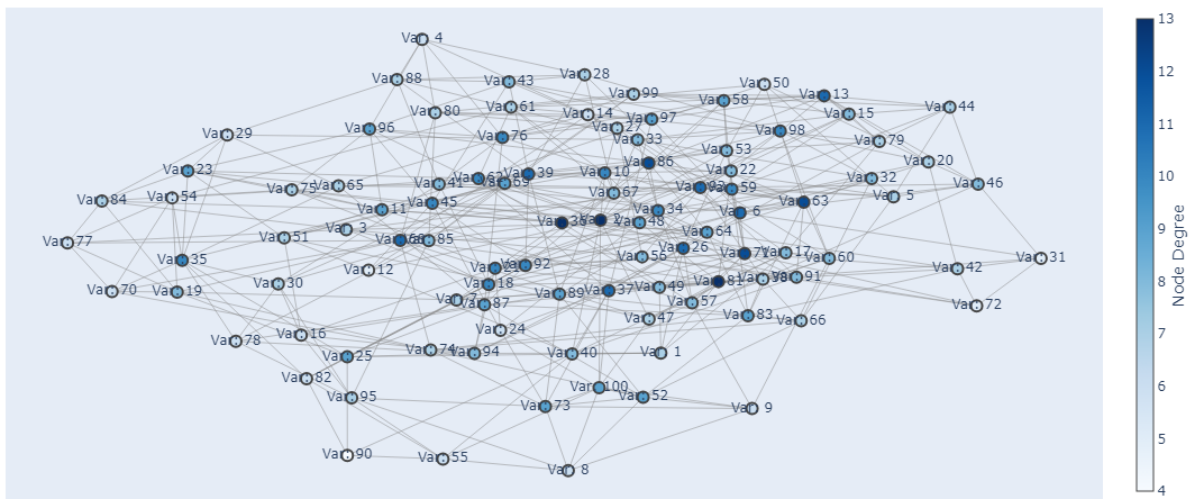 Var 4
Var 88
Var 43
Var 28
Var 50
Var 99
Var 13
Var 58
Var 44
Var 61
Var 80
Var 14
Var 15
Var 97
Var 96
Var 27
Var 98
Var 29
Var 76
Var 33
Var 79
Var 53
Var 20
Var 86
Var 23
Var 22
Var 10
Var 39
Var 32
Var 69
Var 41
Var 46
Var 65
Var 75
Var 59
Var 67
Var 5
Var 54
Var 84
Var 63
Var 45
Var 11
Var 34
Var 6
Var 2
Var 48
Var 3
Var 64
Var 51
Var 85
Var 77
Var 26
Var 71
Var 17
Var 56
Var 60
Var 31
Var 35
Var 92
Var 12
Var 42
Var 91
Var 81
Var 30
Var 18
Var 49
Var 70
Var 19
Var 37
Var 89
Var 7
Var 87
Var 57
Var 72
Var 83
Var 47
Var 66
Var 24
Var 16
Var 78
Var 74
Var 94
Var 40
Var 1
Var 25
Var 82
Var 100
Var 95
Var 52
Var 73
Var 9
Var 90
Var 55
Var 8
13
12
11
10
9
8
7
6
5
4
Node Degree